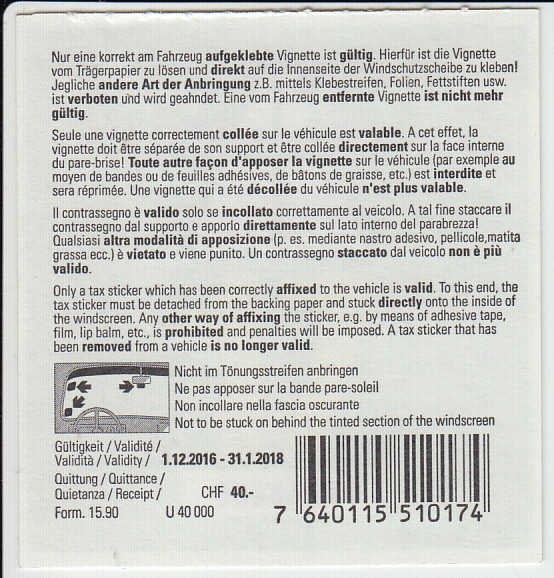 Nur eine korrekt am Fahrzeug aufgeklebte Vignette ist gültig. Hierfür ist die Vignette
vom Trägerpapier zu lösen und direkt auf die Innenseite der Windschutzscheibe zu kleben!
Jegliche andere Art der Anbringung z.B. mittels Klebestreifen, Folien, Fettstiften usw.
ist verboten und wird geahndet. Eine vom Fahrzeug entfernte Vignette ist nicht mehr
gültig.
Seule une vignette correctement collée sur le véhicule est valable. A cet effet, la
vignette doit être séparée de son support et être collée directement sur la face interne
du pare-brise! Toute autre façon d'apposer la vignette sur le véhicule (par exemple au
moyen de bandes ou de feuilles adhésives, de bâtons de graisse, etc.) est interdite et
sera réprimée. Une vignette qui a été décollée du véhicule n'est plus valable.
Il contrassegno è valido solo se incollato correttamente al veicolo. A tal fine staccare il
contrassegno dal supporto e apporlo direttamente sul lato interno del parabrezza!
Qualsiasi altra modalità di apposizione (p. es. mediante nastro adesivo, pellicole,matita
grassa ecc.) è vietato e viene punito. Un contrassegno staccato dal veicolo non è più
valido.
Only a tax sticker which has been correctly affixed to the vehicle is valid. To this end, the
tax sticker must be detached from the backing paper and stuck directly onto the inside of
the windscreen. Any other way of affixing the sticker, e.g. by means of adhesive tape,
film, lip balm, etc., is prohibited and penalties will be imposed. A tax sticker that has
been removed from a vehicle is no longer valid.
Nicht im Tönungsstreifen anbringen
Ne pas apposer sur la bande pare-soleil
Non incollare nella fascia oscurante
Not to be stuck on behind the tinted section of the windscreen
Gültigkeit / Validité /
Validità / Validity / 1.12.2016 - 31.1.2018
Quittung / Quittance /
Quietanza / Receipt / CHF 40.-
Form. 15.90 U 40 000
7 640115 510174